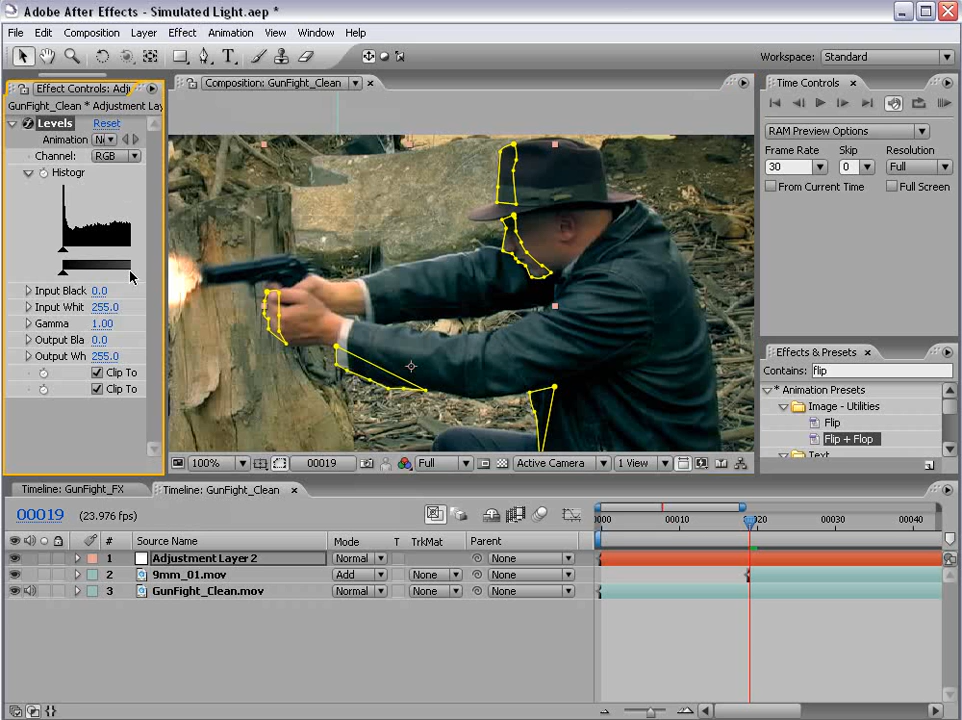 Adobe After Effects - Simulated Light.aep *
File Edit Composition Layer Effect Animation View Window Help
Workspace: Standard
Effect Controls: Adj
GunFight_Clean * Adjustment Lay
Levels Reset
Animation N
Channel: RGB
Histogr
Input Black 0.0
Input Whit 255.0
Gamma 1.00
Output Bla 0.0
Output Wh 255.0
Clip To
Clip To
Composition: GunFight_Clean
100% 00019 Full Active Camera 1 View
Time Controls
RAM Preview Options
Frame Rate Skip Resolution
30 0 Full
From Current Time Full Screen
Effects & Presets
Contains: flip
* Animation Presets
Image - Utilities
Flip
Flip + Flop
Text
Timeline: GunFight_FX Timeline: GunFight_Clean
00019 (23.976 fps)
0000 00010 020 00030 00040
# Source Name Mode T TrkMat Parent
1 Adjustment Layer 2 Normal None
2 9mm_01.mov Add None None
3 GunFight_Clean.mov Normal None None